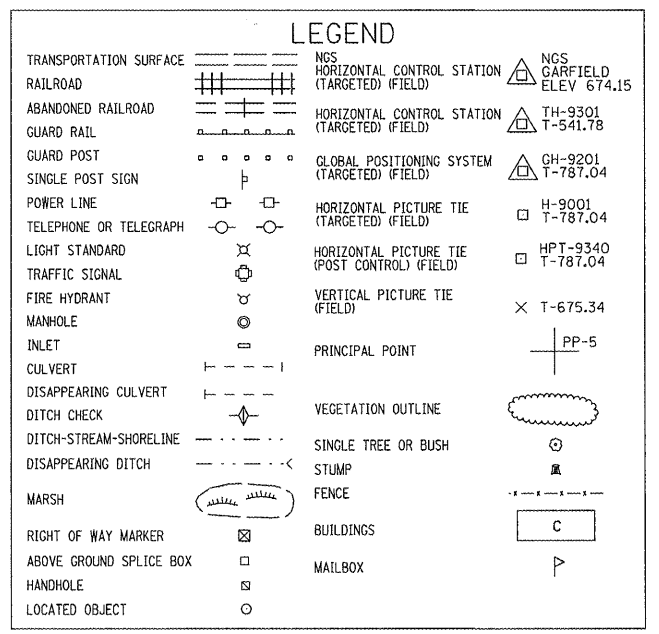 LEGEND
TRANSPORTATION SURFACE
RAILROAD
ABANDONED RAILROAD
GUARD RAIL
GUARD POST
SINGLE POST SIGN
POWER LINE
TELEPHONE OR TELEGRAPH
LIGHT STANDARD
TRAFFIC SIGNAL
FIRE HYDRANT
MANHOLE
INLET
CULVERT
DISAPPEARING CULVERT
DITCH CHECK
DITCH-STREAM-SHORELINE
DISAPPEARING DITCH
MARSH
RIGHT OF WAY MARKER
ABOVE GROUND SPLICE BOX
HANDHOLE
LOCATED OBJECT
NGS
HORIZONTAL CONTROL STATION
(TARGETED) (FIELD)
NGS
GARFIELD
ELEV 674.15
HORIZONTAL CONTROL STATION
(TARGETED) (FIELD)
TH-9301
T-541.78
GLOBAL POSITIONING SYSTEM
(TARGETED) (FIELD)
GH-9201
T-787.04
HORIZONTAL PICTURE TIE
(TARGETED) (FIELD)
H-9001
T-787.04
HORIZONTAL PICTURE TIE
(POST CONTROL) (FIELD)
HPT-9340
T-787.04
VERTICAL PICTURE TIE
(FIELD)
T-675.34
PRINCIPAL POINT
PP-5
VEGETATION OUTLINE
SINGLE TREE OR BUSH
STUMP
FENCE
BUILDINGS
C
MAILBOX